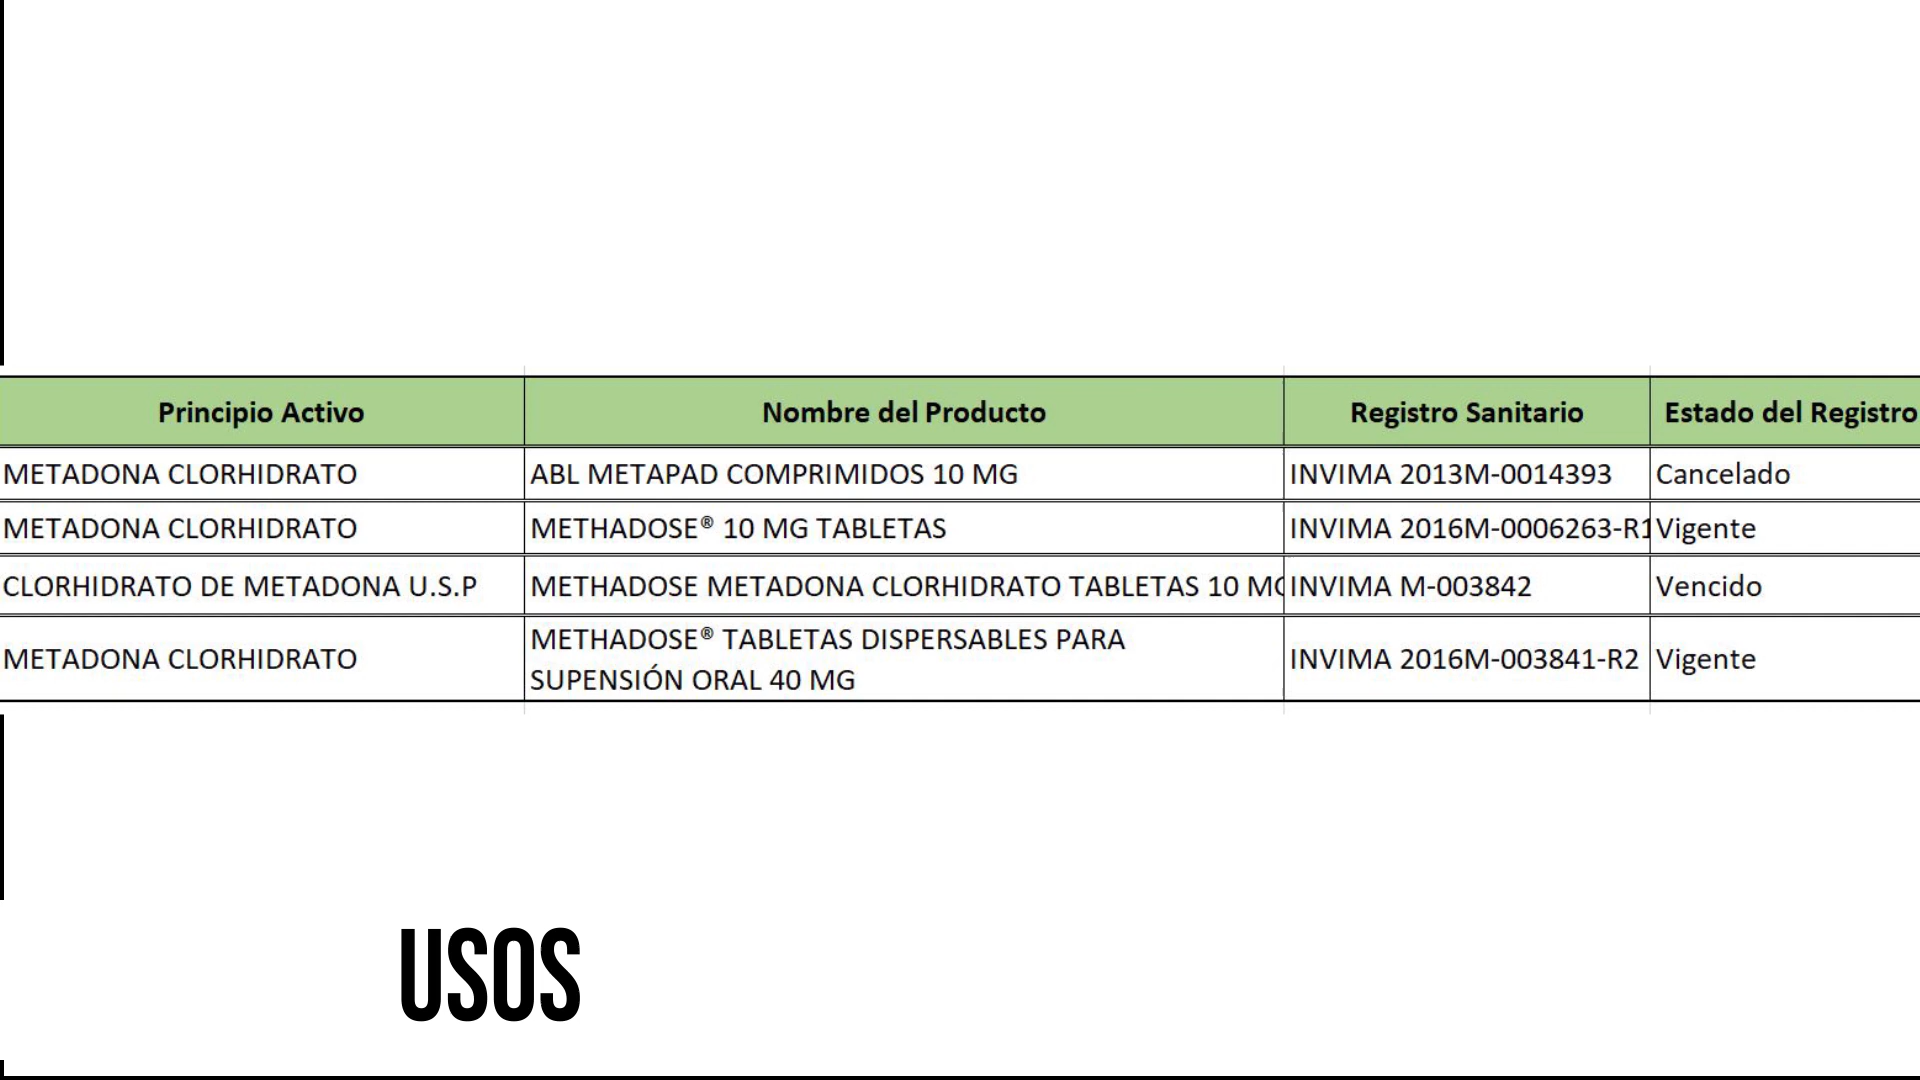 Principio Activo Nombre del Producto Registro Sanitario Estado del Registro
METADONA CLORHIDRATO ABL METAPAD COMPRIMIDOS 10 MG INVIMA 2013M-0014393 Cancelado
METADONA CLORHIDRATO METHADOSE® 10 MG TABLETAS INVIMA 2016M-0006263-R1 Vigente
CLORHIDRATO DE METADONA U.S.P METHADOSE METADONA CLORHIDRATO TABLETAS 10 MG INVIMA M-003842 Vencido
METADONA CLORHIDRATO METHADOSE® TABLETAS DISPERSABLES PARA
SUPENSIÓN ORAL 40 MG INVIMA 2016M-003841-R2 Vigente
USOS